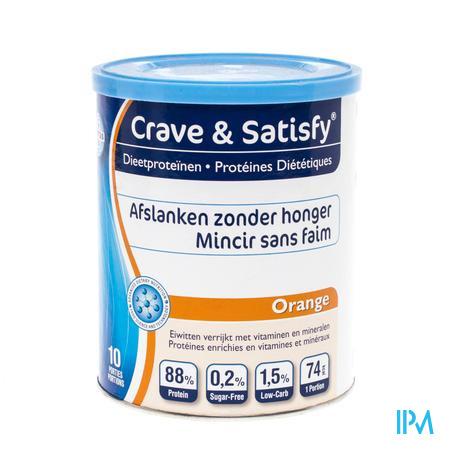 Crave & Satisfy®
Dieetproteïnen • Protéines Diététiques
Afslanken zonder honger
Mincir sans faim
Orange
Eiwitten verrijkt met vitaminen en mineralen
Protéines enrichies en vitamines et minéraux
10
PORTIES
PORTIONS
88% Protein
0,2% Sugar-Free
1,5% Low-Carb
74 1 Portion
IPM